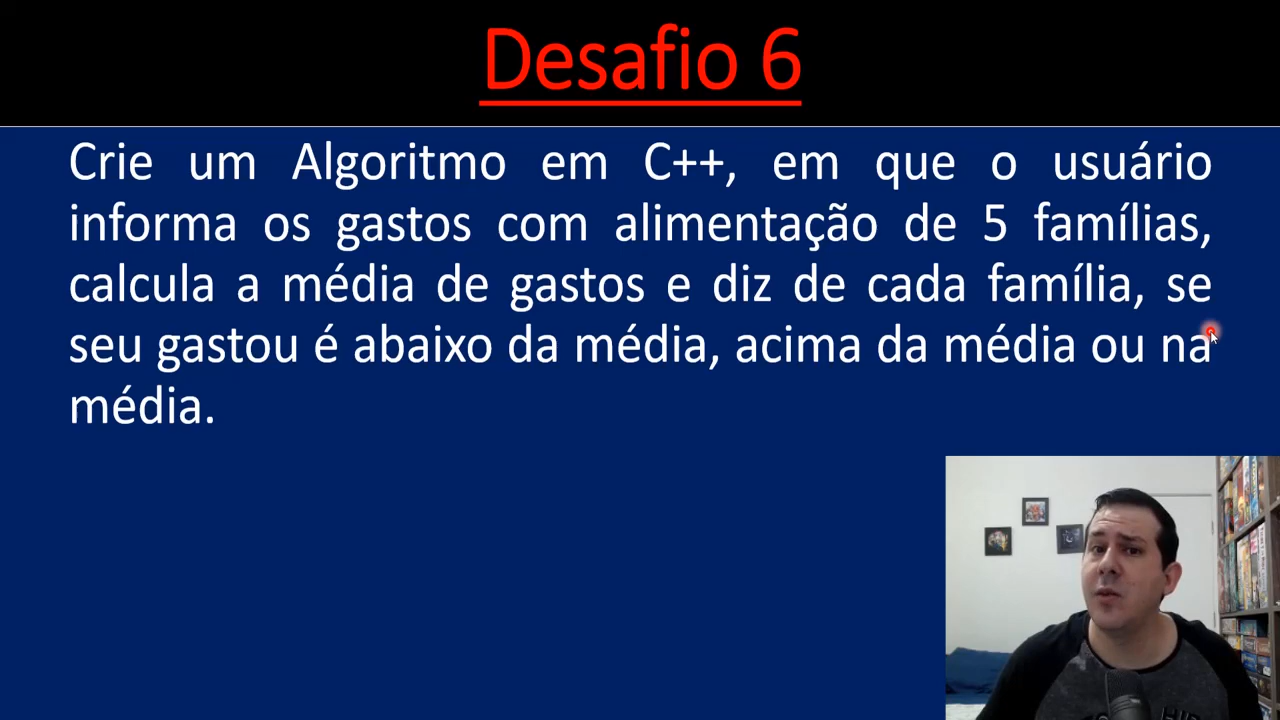 Desafio 6
Crie um Algoritmo em C++, em que o usuário
informa os gastos com alimentação de 5 famílias,
calcula a média de gastos e diz de cada família, se
seu gastou é abaixo da média, acima da média ou na
média.